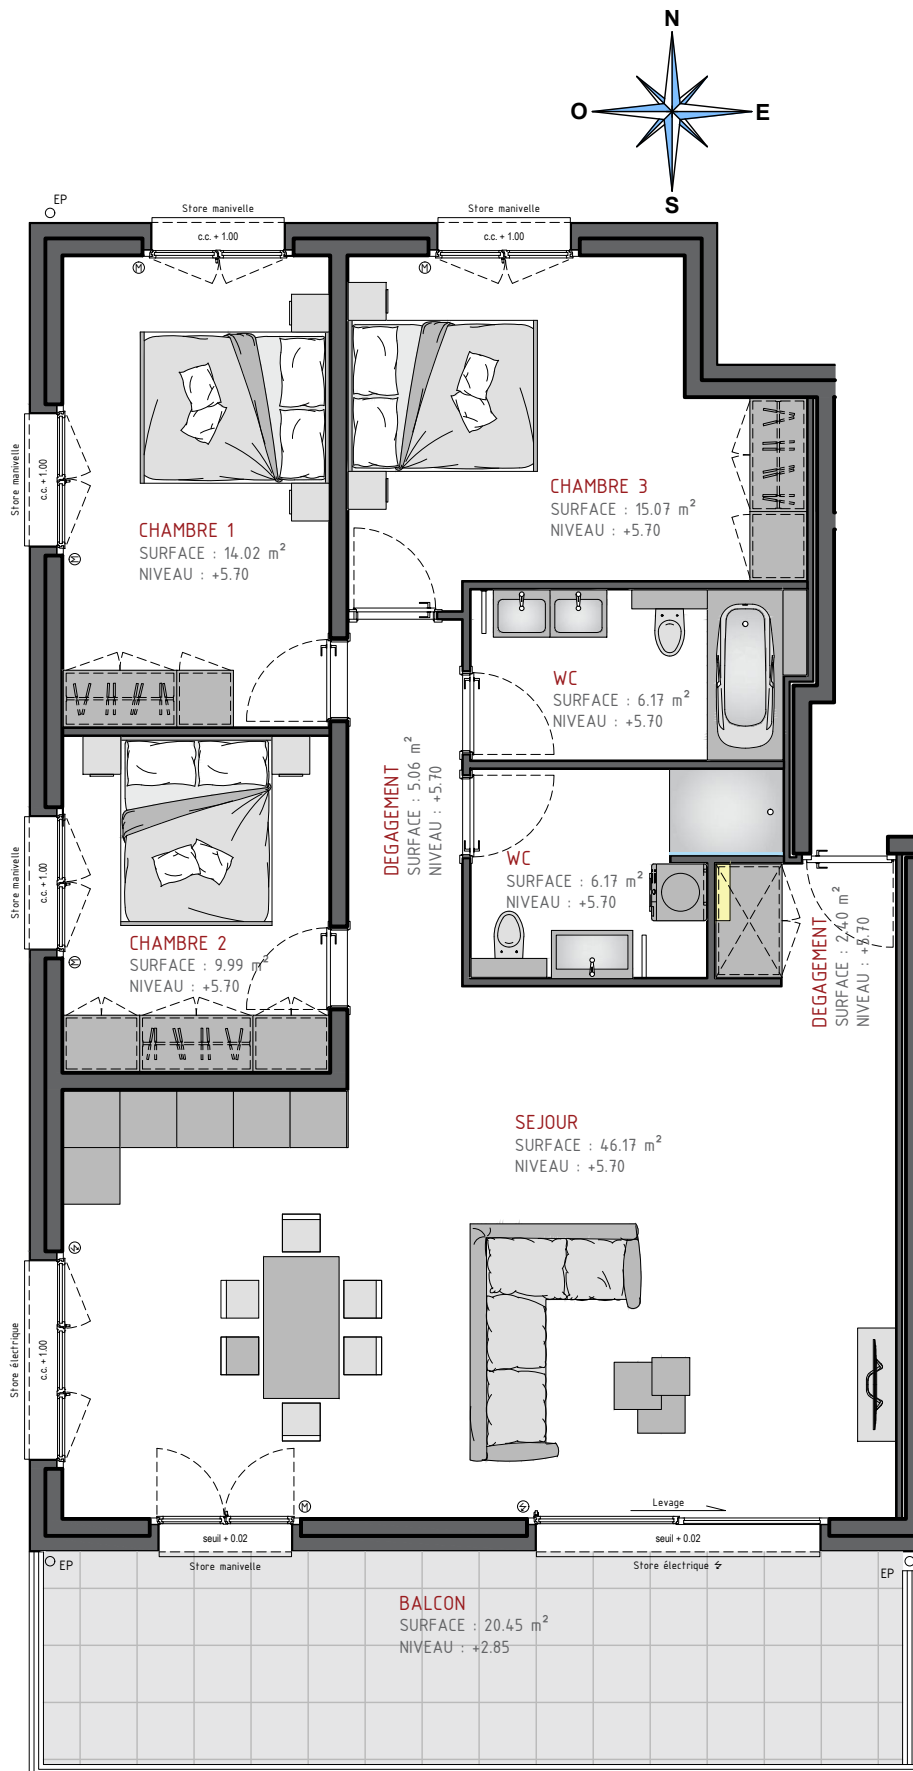 N
O
E
S
EP
Store manivelle
c.c. + 1.00
M
Store manivelle
c.c. + 1.00
M
Store manivelle
c.c. + 1.00
M
CHAMBRE 1
SURFACE : 14.02 m²
NIVEAU : +5.70
CHAMBRE 3
SURFACE : 15.07 m²
NIVEAU : +5.70
WC
SURFACE : 6.17 m²
NIVEAU : +5.70
DEGAGEMENT
SURFACE : 5.06 m²
NIVEAU : +5.70
WC
SURFACE : 6.17 m²
NIVEAU : +5.70
Store manivelle
c.c. + 1.00
M
CHAMBRE 2
SURFACE : 9.99 m²
NIVEAU : +5.70
DEGAGEMENT
SURFACE : 2.40 m²
NIVEAU : +5.70
SEJOUR
SURFACE : 46.17 m²
NIVEAU : +5.70
Store électrique
c.c. + 1.00
M
Levage
seuil + 0.02
Store manivelle
seuil + 0.02
Store électrique
EP
EP
BALCON
SURFACE : 20.45 m²
NIVEAU : +2.85